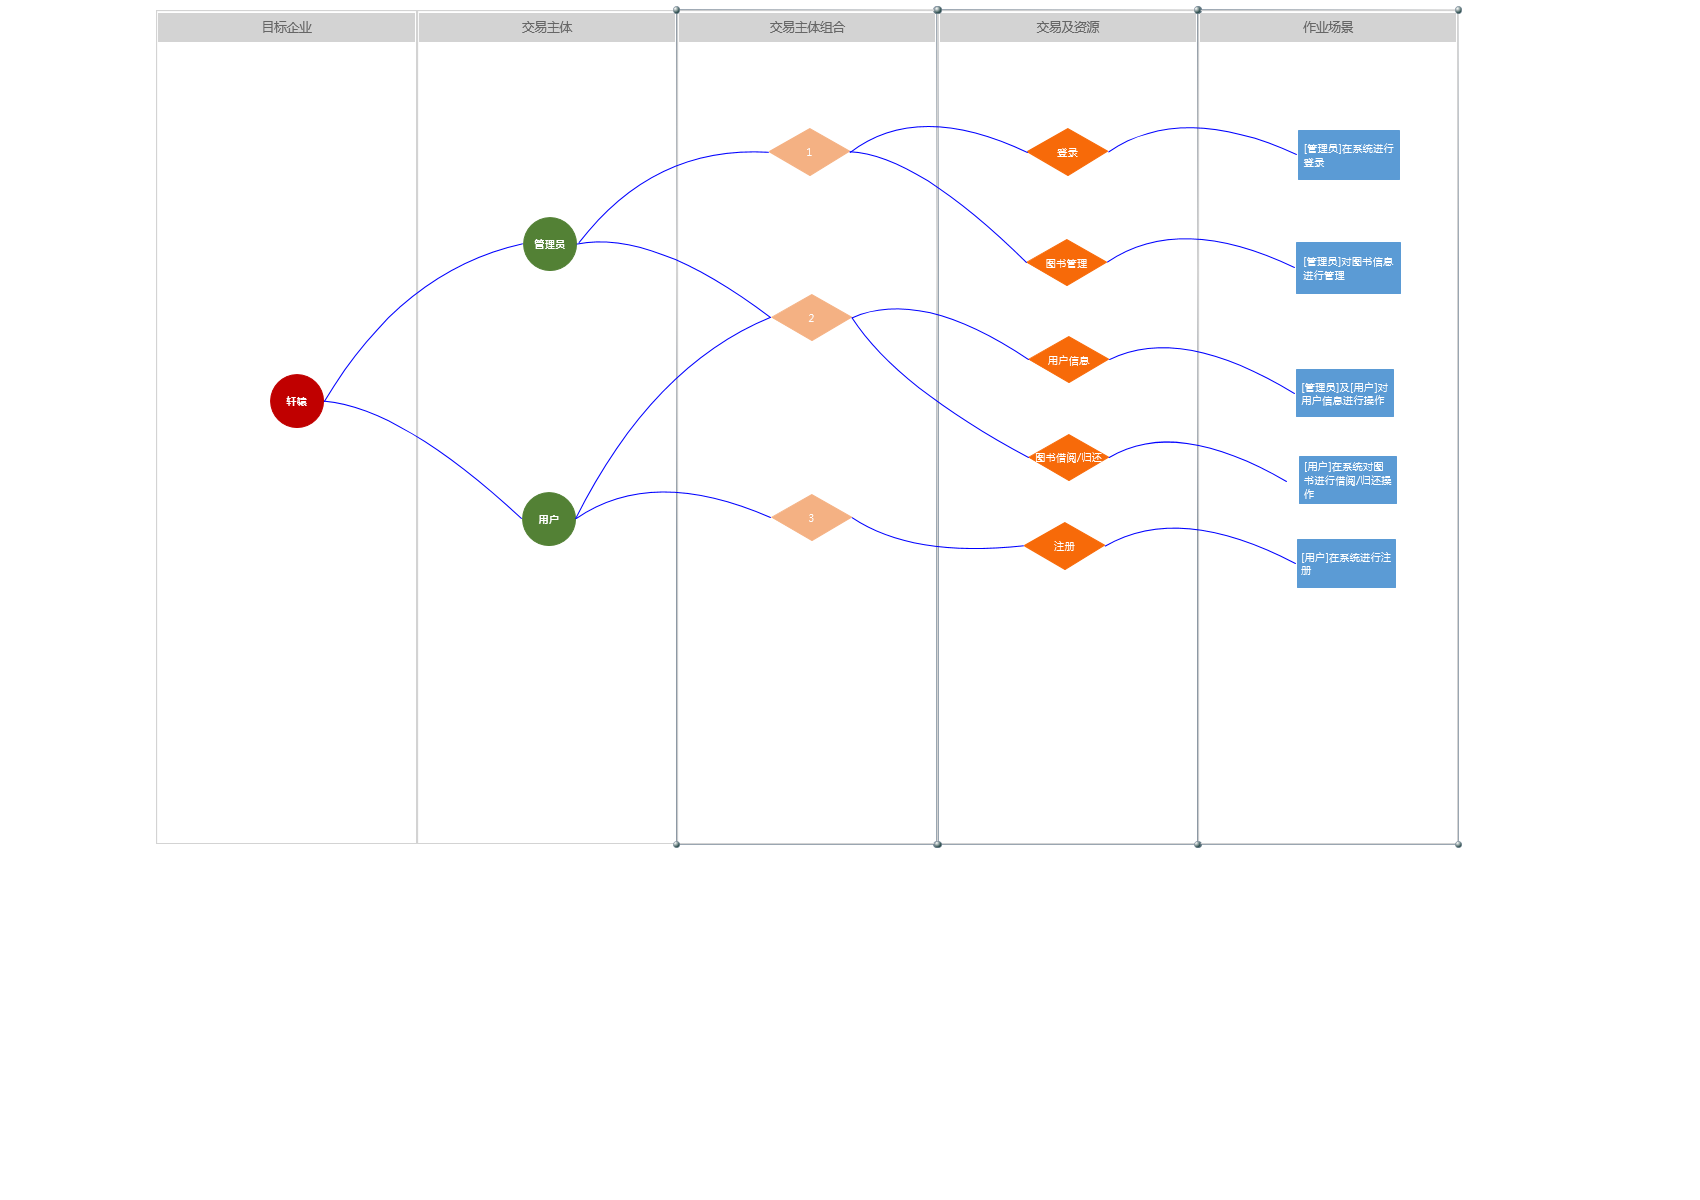 目标企业
交易主体
交易主体组合
交易及资源
作业场景
轩辕
管理员
用户
1
2
3
登录
图书管理
用户信息
图书借阅/归还
注册
[管理员]在系统进行
登录
[管理员]对图书信息
进行管理
[管理员]及[用户]对
用户信息进行操作
[用户]在系统对图
书进行借阅/归还操
作
[用户]在系统进行注
册